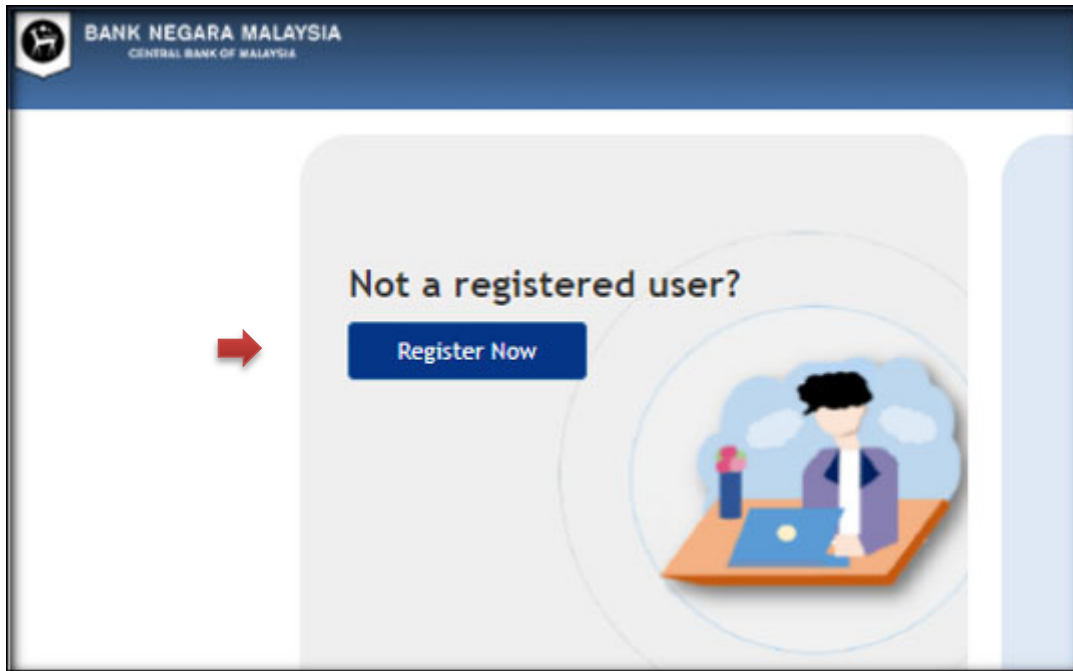 BANK NEGARA MALAYSIA
CENTRAL BANK OF MALAYSIA
Not a registered user?
Register Now